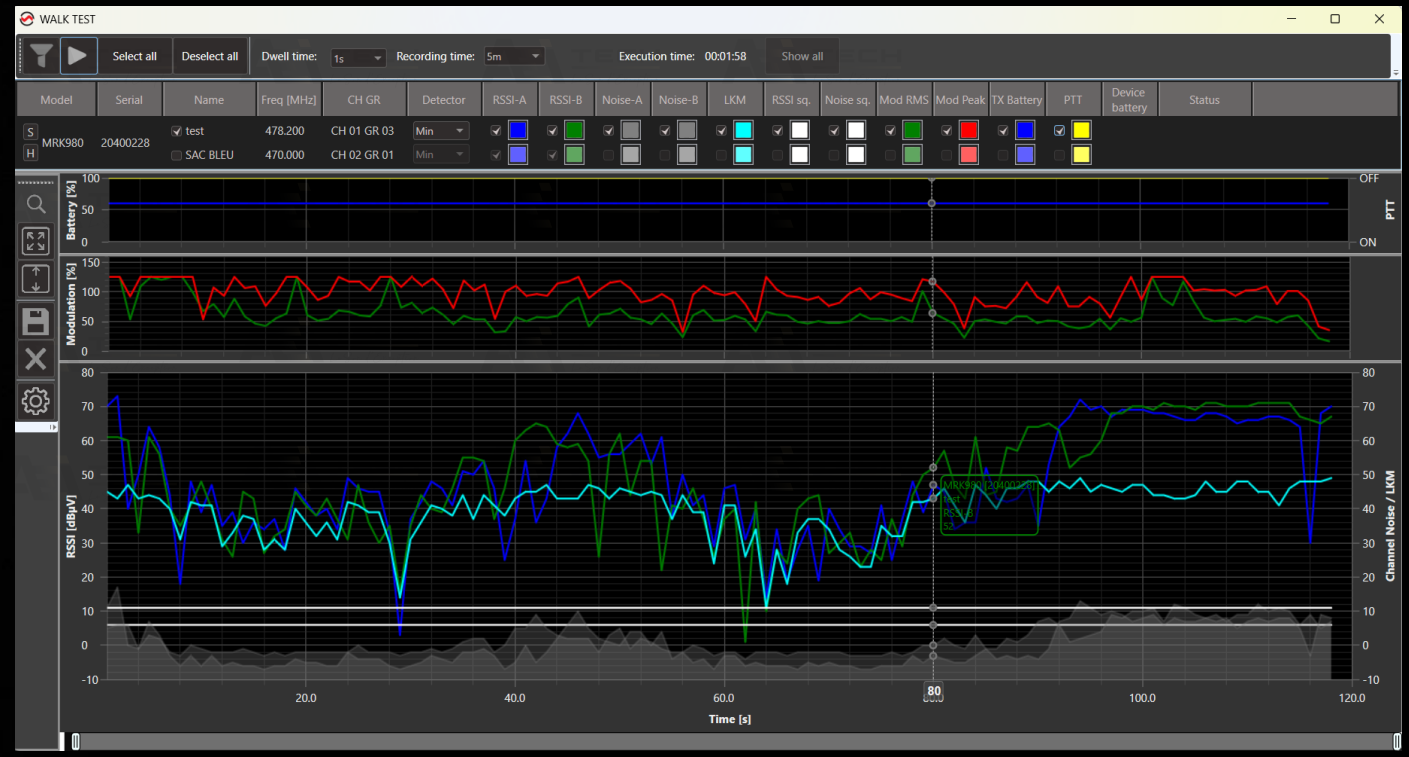 WALK TEST
Select all Deselect all Dwell time: 1s Recording time: 5m Execution time: 00:01:58 Show all
Model Serial Name Freq [MHz] CH GR Detector RSSI-A RSSI-B Noise-A Noise-B LKM RSSI sq. Noise sq. Mod RMS Mod Peak TX Battery PTT Device battery Status
S MRK980 20400228 test 478.200 CH 01 GR 03 Min
H SAC BLEU 470.000 CH 02 GR 01 Min
Battery [%]
100
50
0
OFF
ON
PTT
Modulation [%]
150
100
50
0
RSSI [dBµV]
80
70
60
50
40
30
20
10
0
-10
MRK980 [20400228]
test
RSSI-B
52
80
70
60
50
40
30
20
10
0
-10
Channel Noise / LKM
20.0 40.0 60.0 80 100.0 120.0
Time [s]